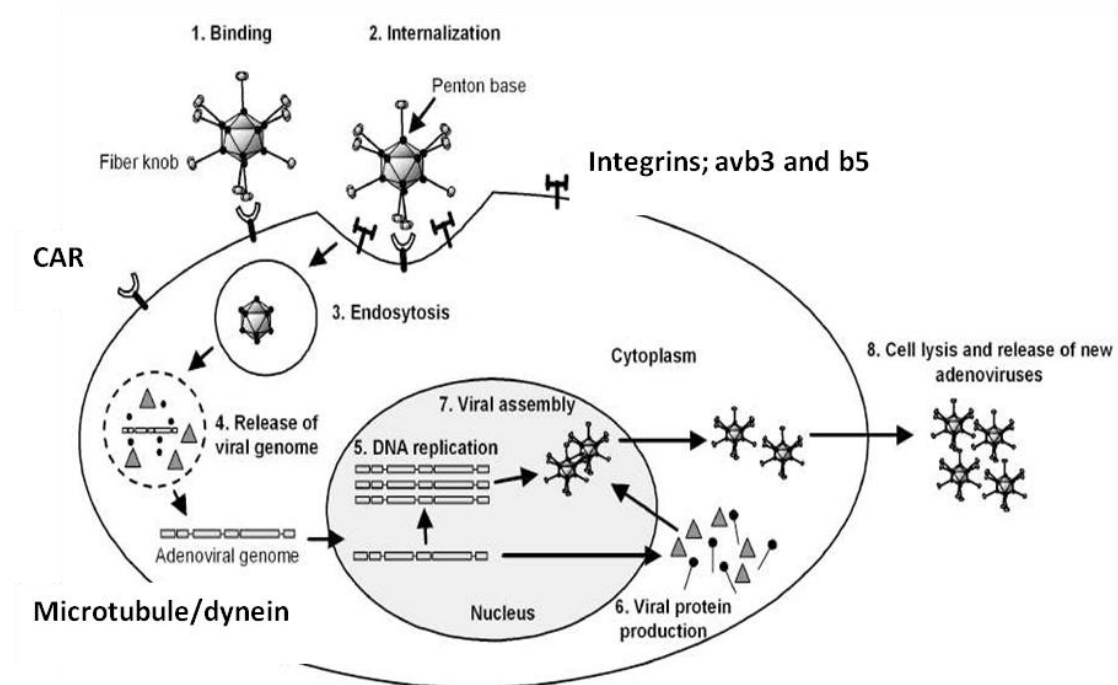 1. Binding
2. Internalization
Penton base
Fiber knob
Integrins; avb3 and b5
CAR
3. Endosytosis
Cytoplasm
8. Cell lysis and release of new
adenoviruses
4. Release of
viral genome
7. Viral assembly
5. DNA replication
Adenoviral genome
Microtubule/dynein
Nucleus
6. Viral protein
production